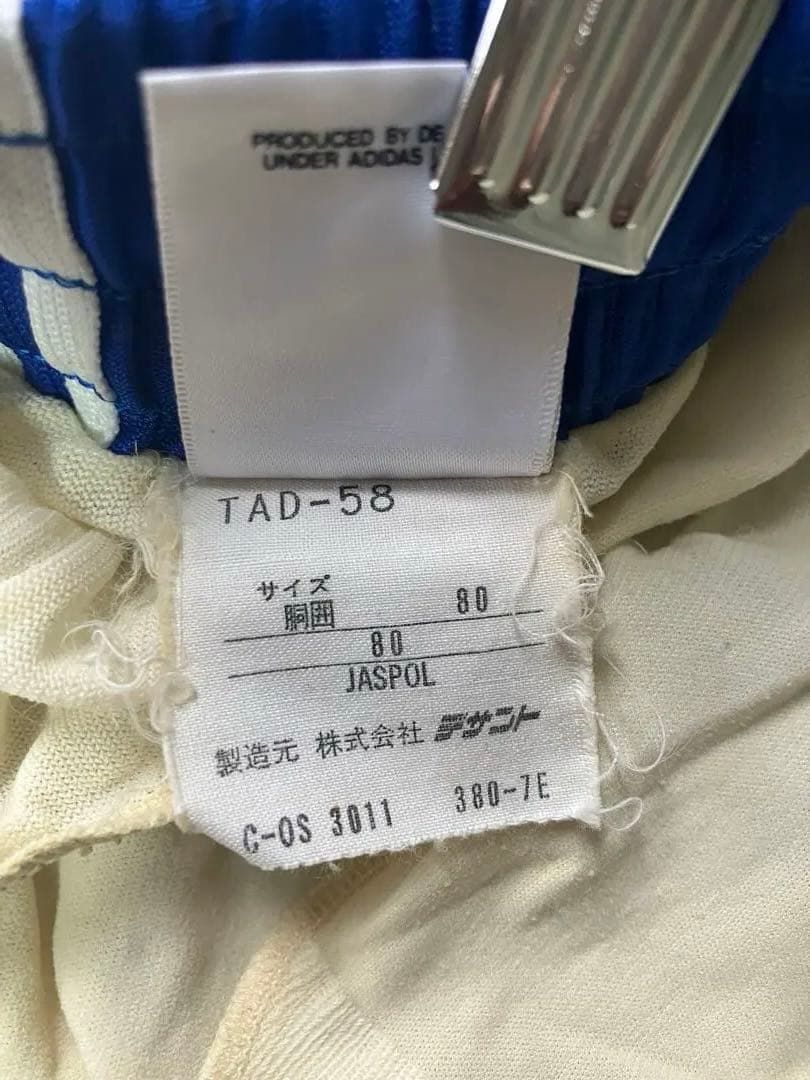 PRODUCED BY DE
UNDER ADIDAS
TAD-58
サイズ
胴囲 80
80
JASPOL
製造元 株式会社 デサント
C-OS 3011 380-7E